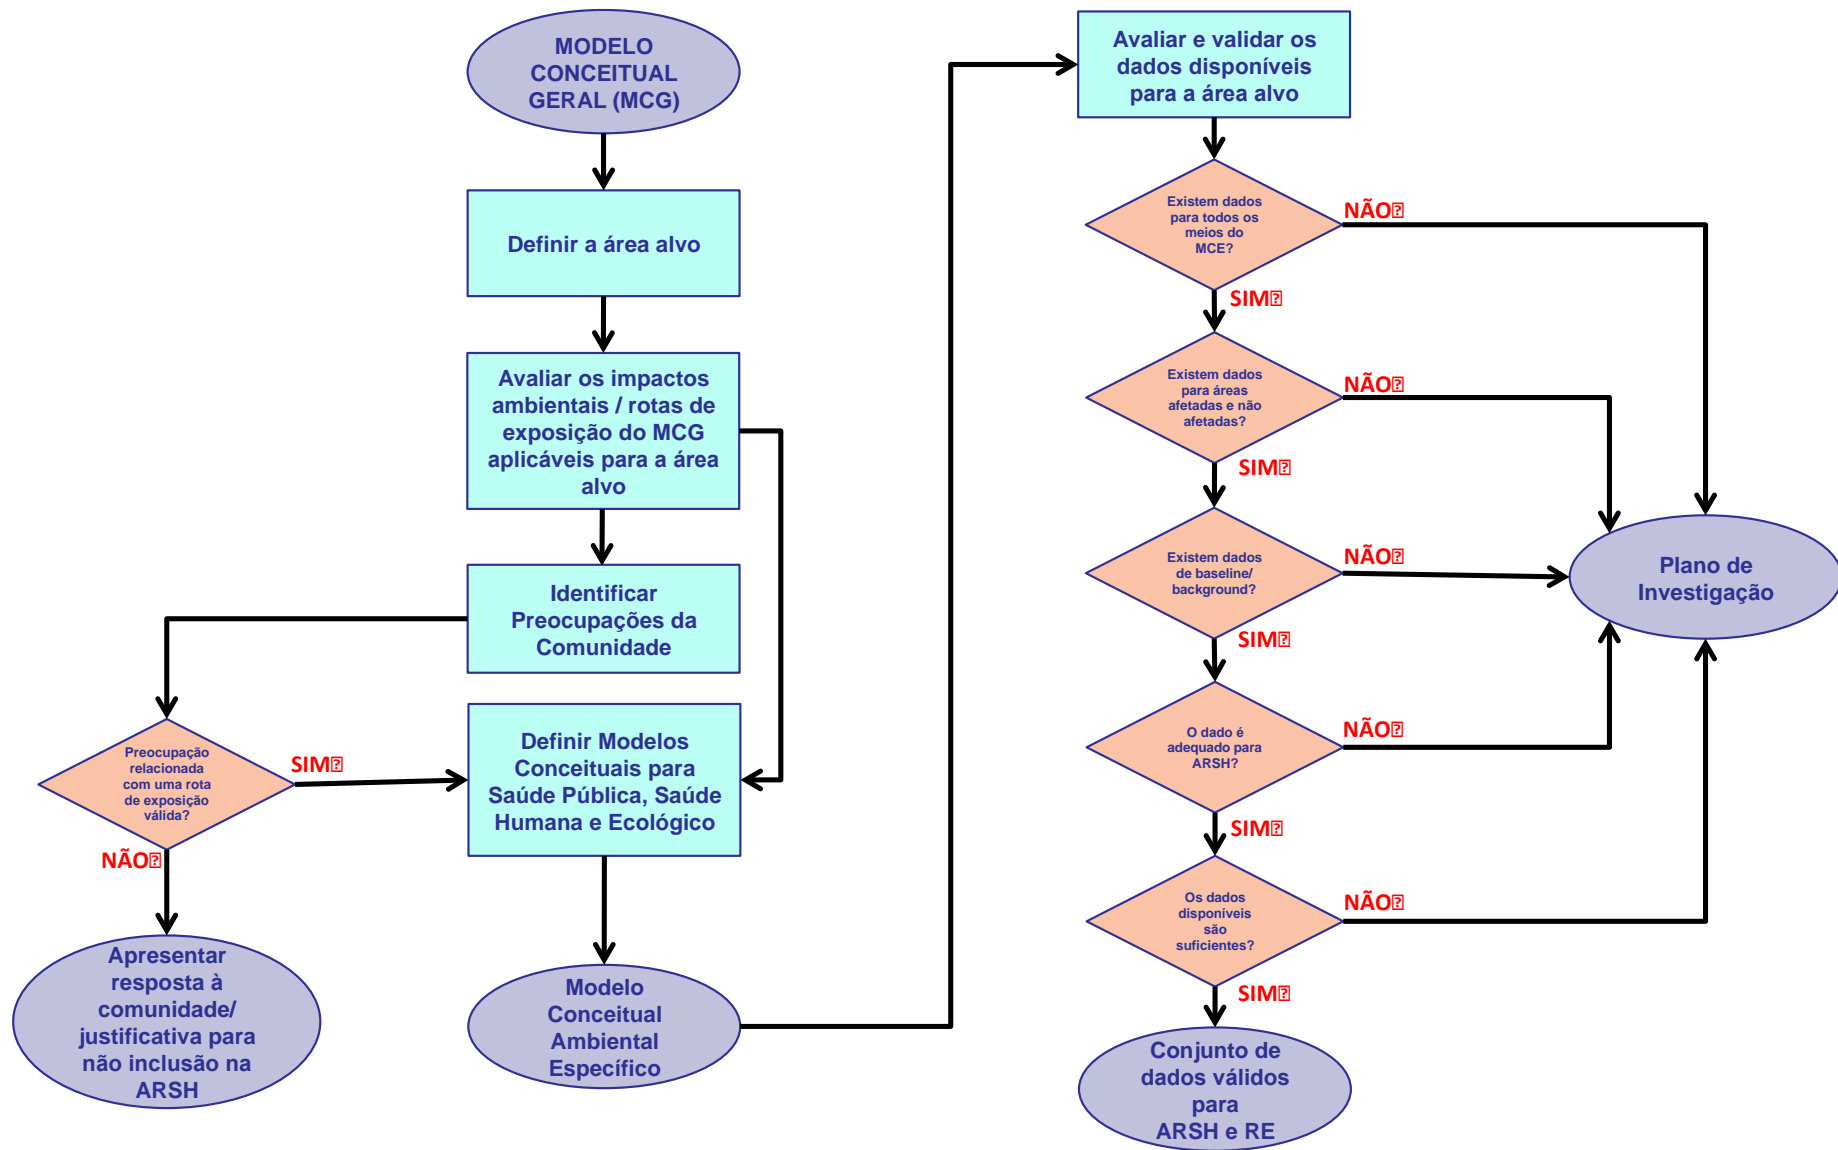 MODELO
CONCEITUAL
GERAL (MCG)
Definir a área alvo
Avaliar os impactos
ambientais / rotas de
exposição do MCG
aplicáveis para a área
alvo
Identificar
Preocupações da
Comunidade
Preocupação
relacionada
com uma rota
de exposição
válida?
SIM
NÃO
Definir Modelos
Conceituais para
Saúde Pública, Saúde
Humana e Ecológico
Apresentar
resposta à
comunidade/
justificativa para
não inclusão na
ARSH
Modelo
Conceitual
Ambiental
Específico
Avaliar e validar os
dados disponíveis
para a área alvo
Existem dados
para todos os
meios do
MCE?
NÃO
SIM
Existem dados
para áreas
afetadas e não
afetadas?
NÃO
SIM
Existem dados
de baseline/
background?
NÃO
SIM
O dado é
adequado para
ARSH?
NÃO
SIM
Os dados
disponíveis
são
suficientes?
NÃO
SIM
Plano de
Investigação
Conjunto de
dados válidos
para
ARSH e RE